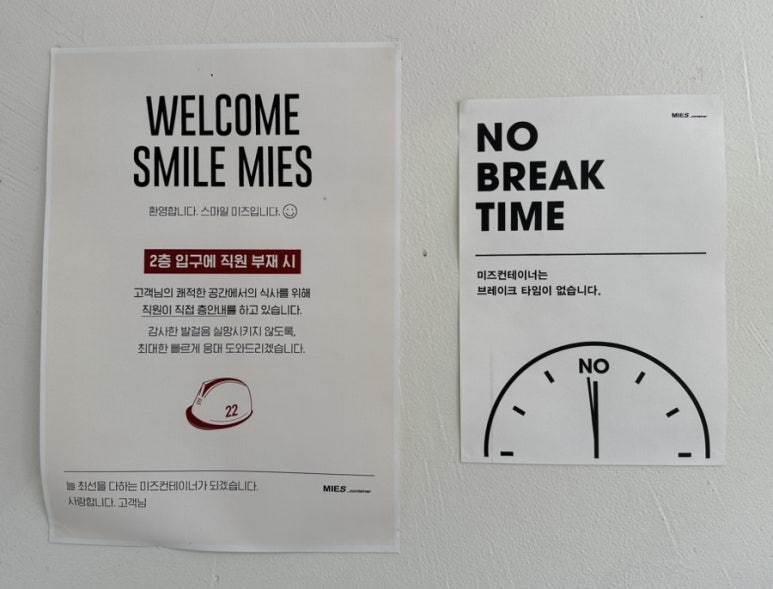 WELCOME
SMILE MIES
환영합니다. 스마일 미즈입니다.
2층 입구에 직원 부재 시
고객님의 쾌적한 공간에서의 식사를 위해
직원이 직접 층안내를 하고 있습니다.
감사한 발걸음 실망시키지 않도록,
최대한 빠르게 응대 도와드리겠습니다.
22
늘 최선을 다하는 미즈컨테이너가 되겠습니다.
사랑합니다. 고객님
MIES_container
MIES_container
NO
BREAK
TIME
미즈컨테이너는
브레이크 타임이 없습니다.
NO